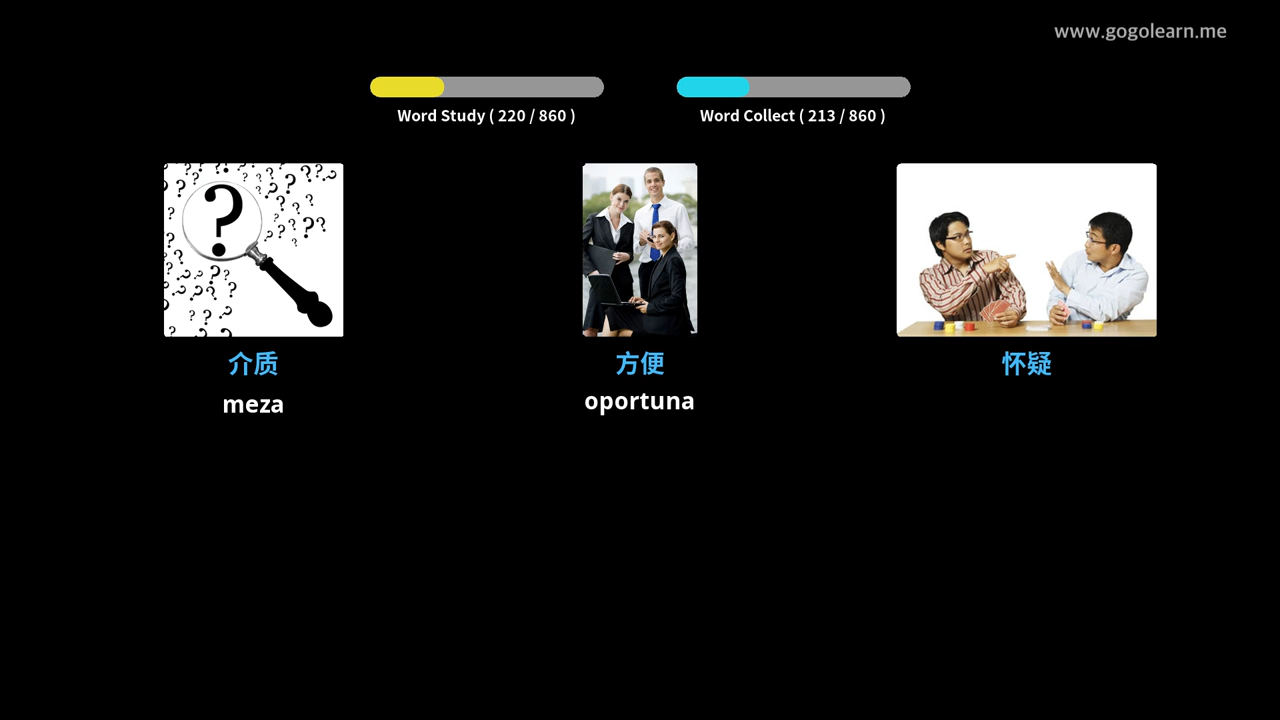 www.gogolearn.me
Word Study ( 220 / 860 )
Word Collect ( 213 / 860 )
介质
方便
怀疑
meza
oportuna